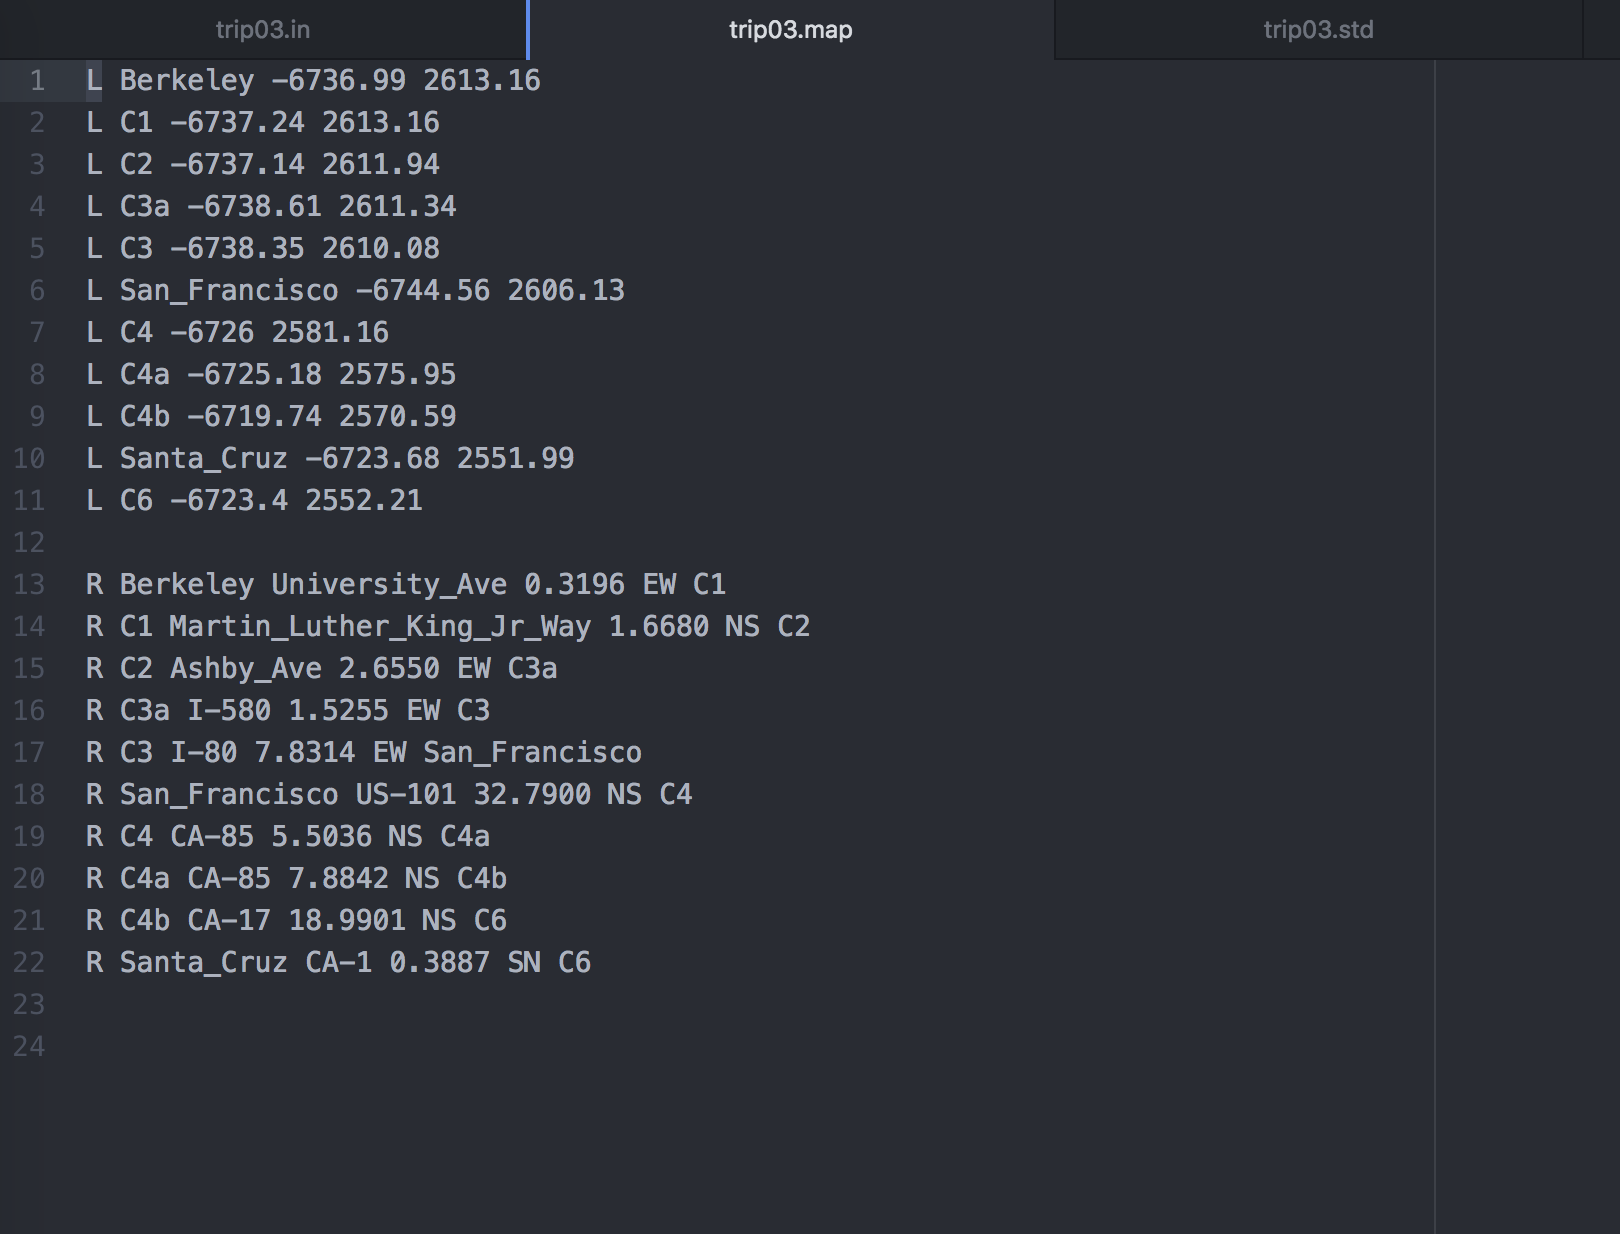 trip03.in trip03.map trip03.std
1 L Berkeley -6736.99 2613.16
2 L C1 -6737.24 2613.16
3 L C2 -6737.14 2611.94
4 L C3a -6738.61 2611.34
5 L C3 -6738.35 2610.08
6 L San_Francisco -6744.56 2606.13
7 L C4 -6726 2581.16
8 L C4a -6725.18 2575.95
9 L C4b -6719.74 2570.59
10 L Santa_Cruz -6723.68 2551.99
11 L C6 -6723.4 2552.21
12
13 R Berkeley University_Ave 0.3196 EW C1
14 R C1 Martin_Luther_King_Jr_Way 1.6680 NS C2
15 R C2 Ashby_Ave 2.6550 EW C3a
16 R C3a I-580 1.5255 EW C3
17 R C3 I-80 7.8314 EW San_Francisco
18 R San_Francisco US-101 32.7900 NS C4
19 R C4 CA-85 5.5036 NS C4a
20 R C4a CA-85 7.8842 NS C4b
21 R C4b CA-17 18.9901 NS C6
22 R Santa_Cruz CA-1 0.3887 SN C6
23
24